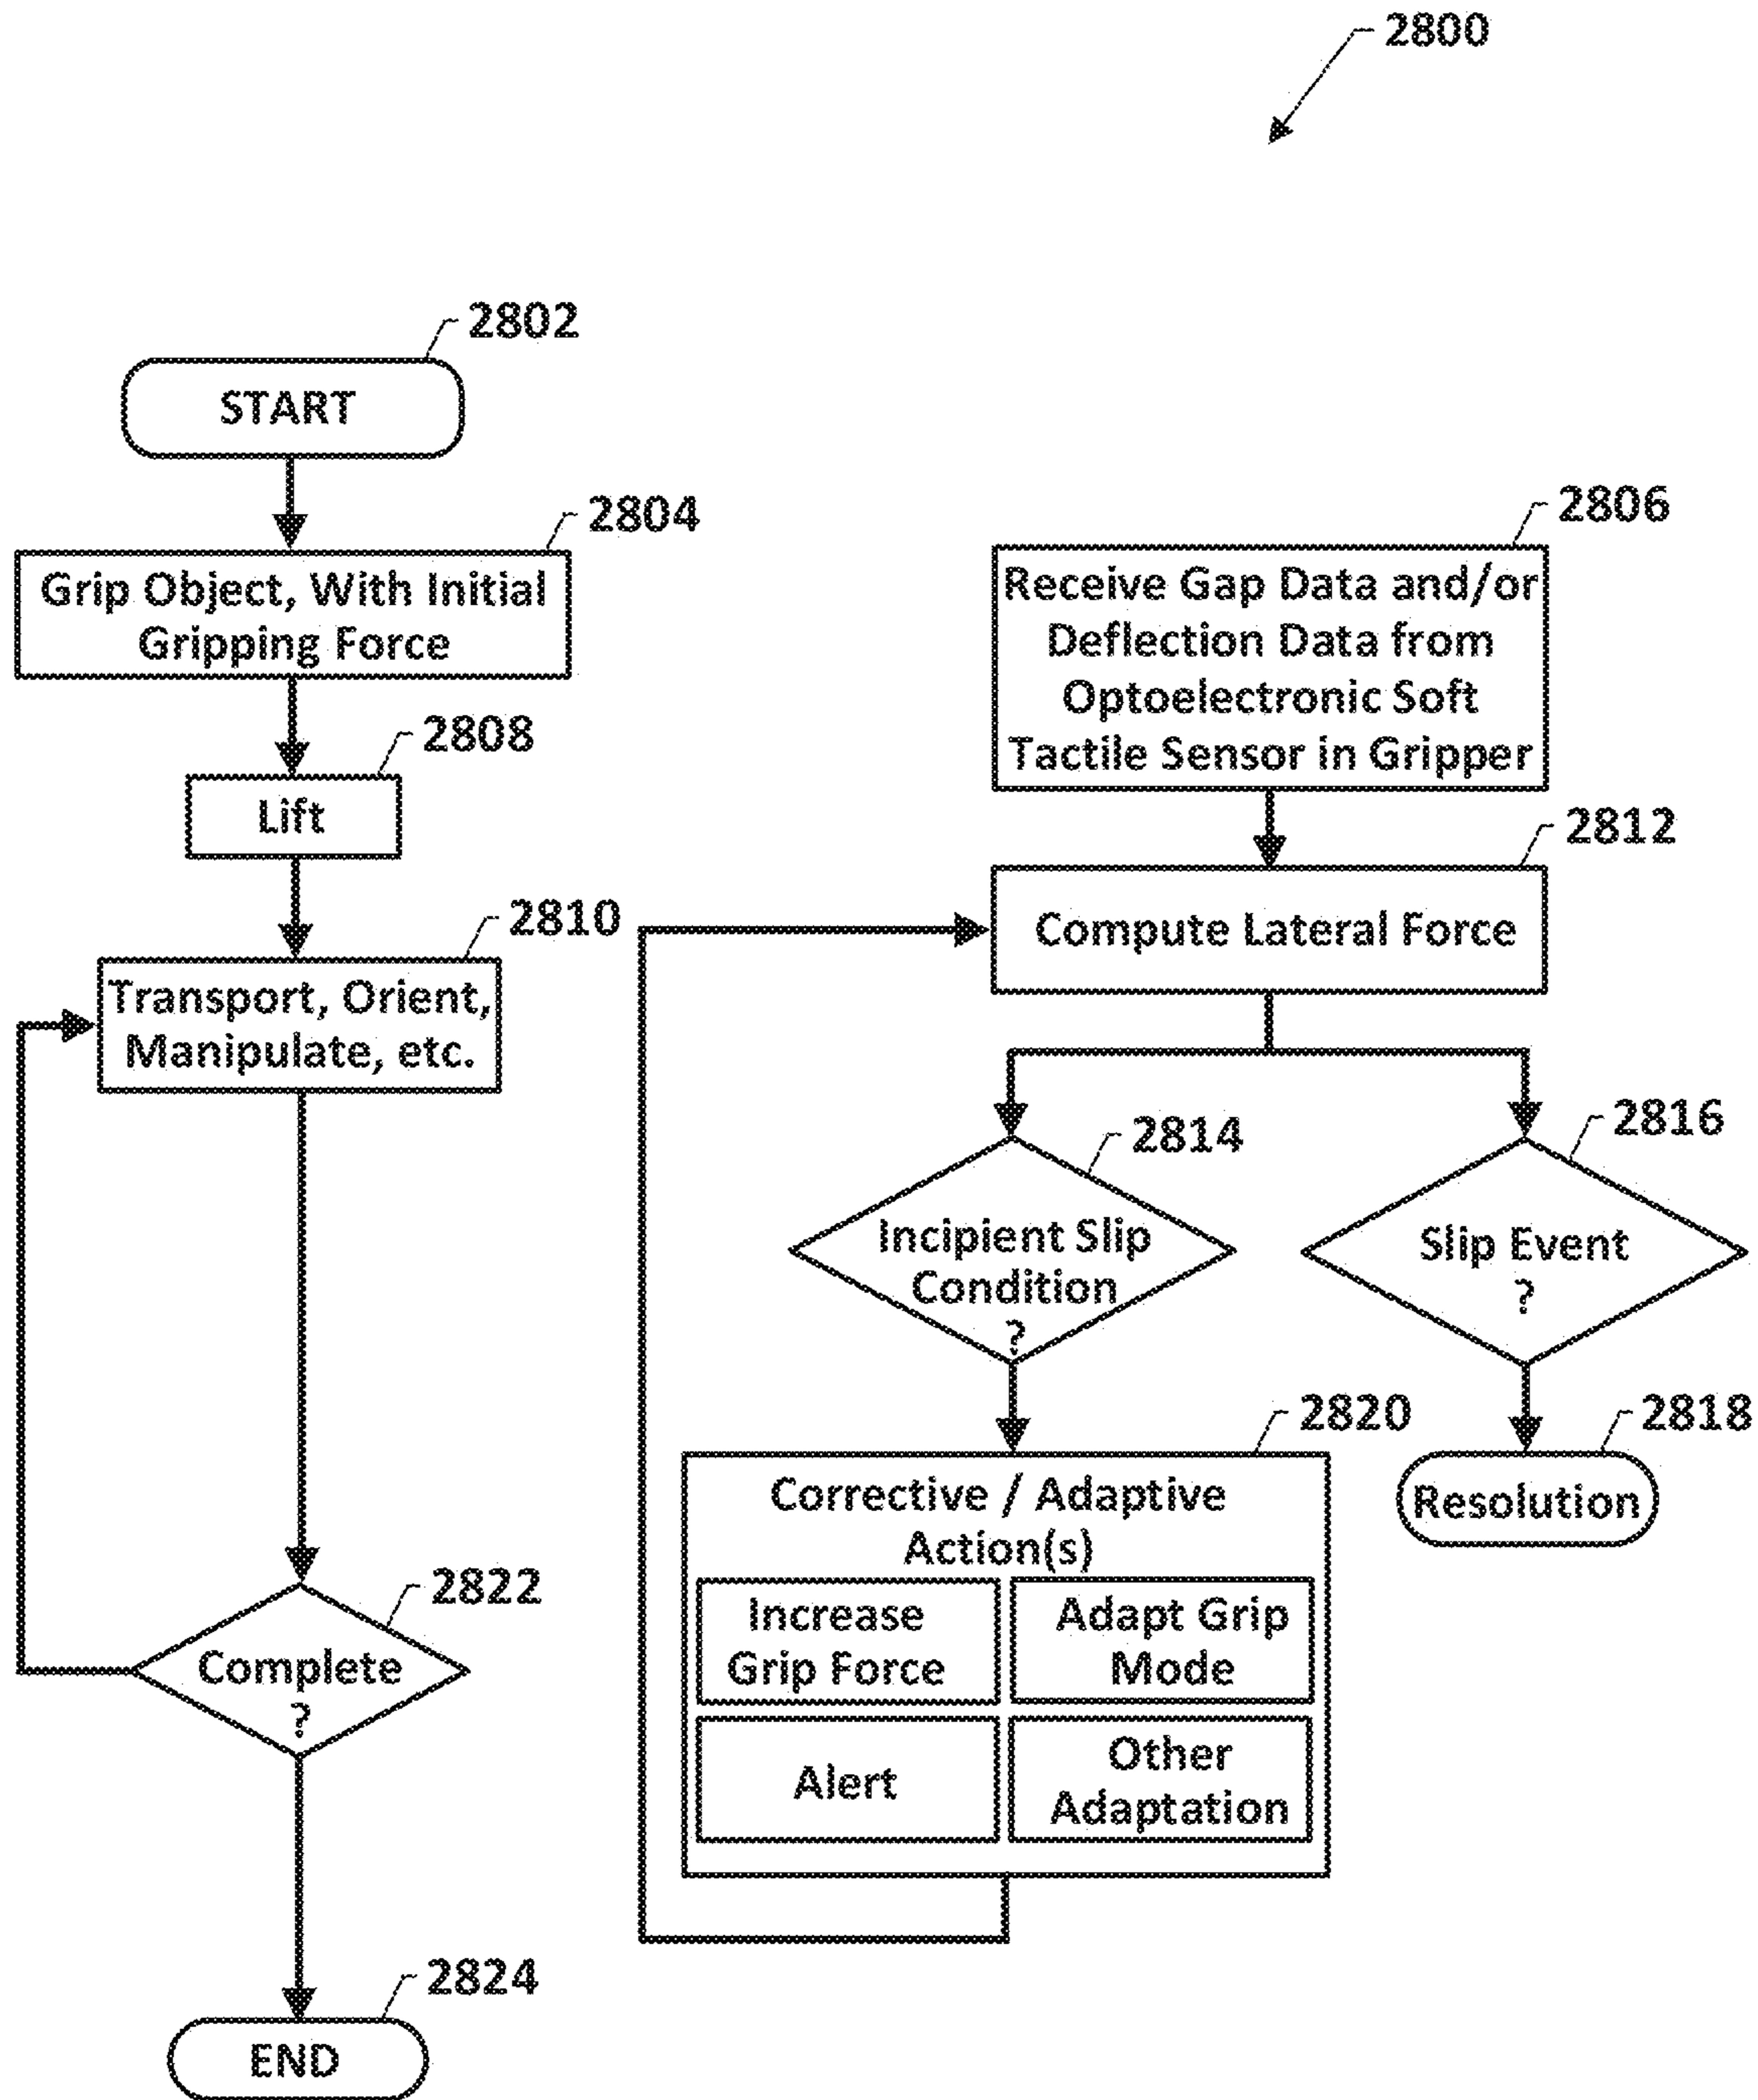 2800
2802
START
2804
Grip Object, With Initial
Gripping Force
2808
Lift
2810
Transport, Orient,
Manipulate, etc.
2822
Complete
?
2824
END
2806
Receive Gap Data and/or
Deflection Data from
Optoelectronic Soft
Tactile Sensor in Gripper
2812
Compute Lateral Force
2814
Incipient Slip
Condition
?
2816
Slip Event
?
2818
Resolution
2820
Corrective / Adaptive
Action(s)
Increase
Grip Force
Adapt Grip
Mode
Alert
Other
Adaptation